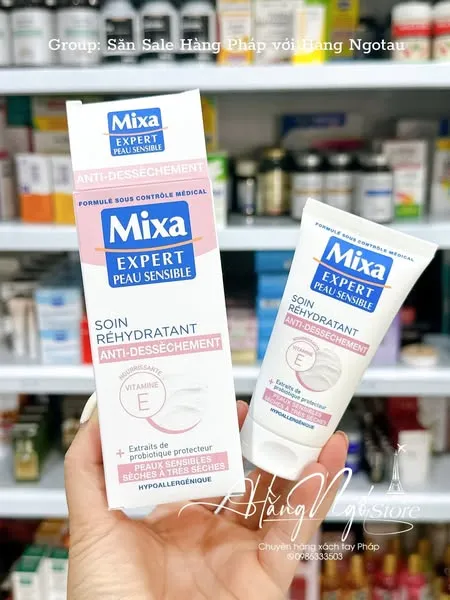 Group: Săn Sale Hàng Pháp với Hằng Ngotau
Mixa
EXPERT
PEAU SENSIBLE
ANTI-DESSÈCHEMENT
FORMULE SOUS CONTRÔLE MÉDICAL
Mixa
EXPERT
PEAU SENSIBLE
SOIN
RÉHYDRATANT
ANTI-DESSÈCHEMENT
NOURRISSANTE
VITAMINE
E
+ Extraits de
probiotique protecteur
PEAUX SENSIBLES
SÈCHES À TRÈS SÈCHES
HYPOALLERGÉNIQUE
FORMULE SOUS CONTRÔLE MÉDICAL
Mixa
EXPERT
PEAU SENSIBLE
SOIN
RÉHYDRATANT
ANTI-DESSÈCHEMENT
VITAMINE
E
+ Extraits de
probiotique protecteur
PEAUX SENSIBLES
SÈCHES À TRÈS SÈCHES
HYPOALLERGÉNIQUE
Hằng Ngô
Store
Chuyên hàng xách tay Pháp
0986333503